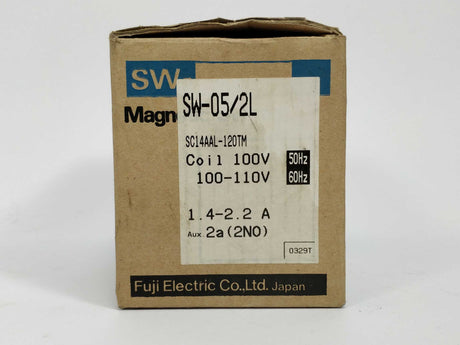 SW
Magne
SW-05/2L
SC14AAL-120TM
Coil 100V 50Hz
100-110V 60Hz
1.4-2.2 A
Aux.2a(2NO)
0329T
Fuji Electric Co.,Ltd. Japan